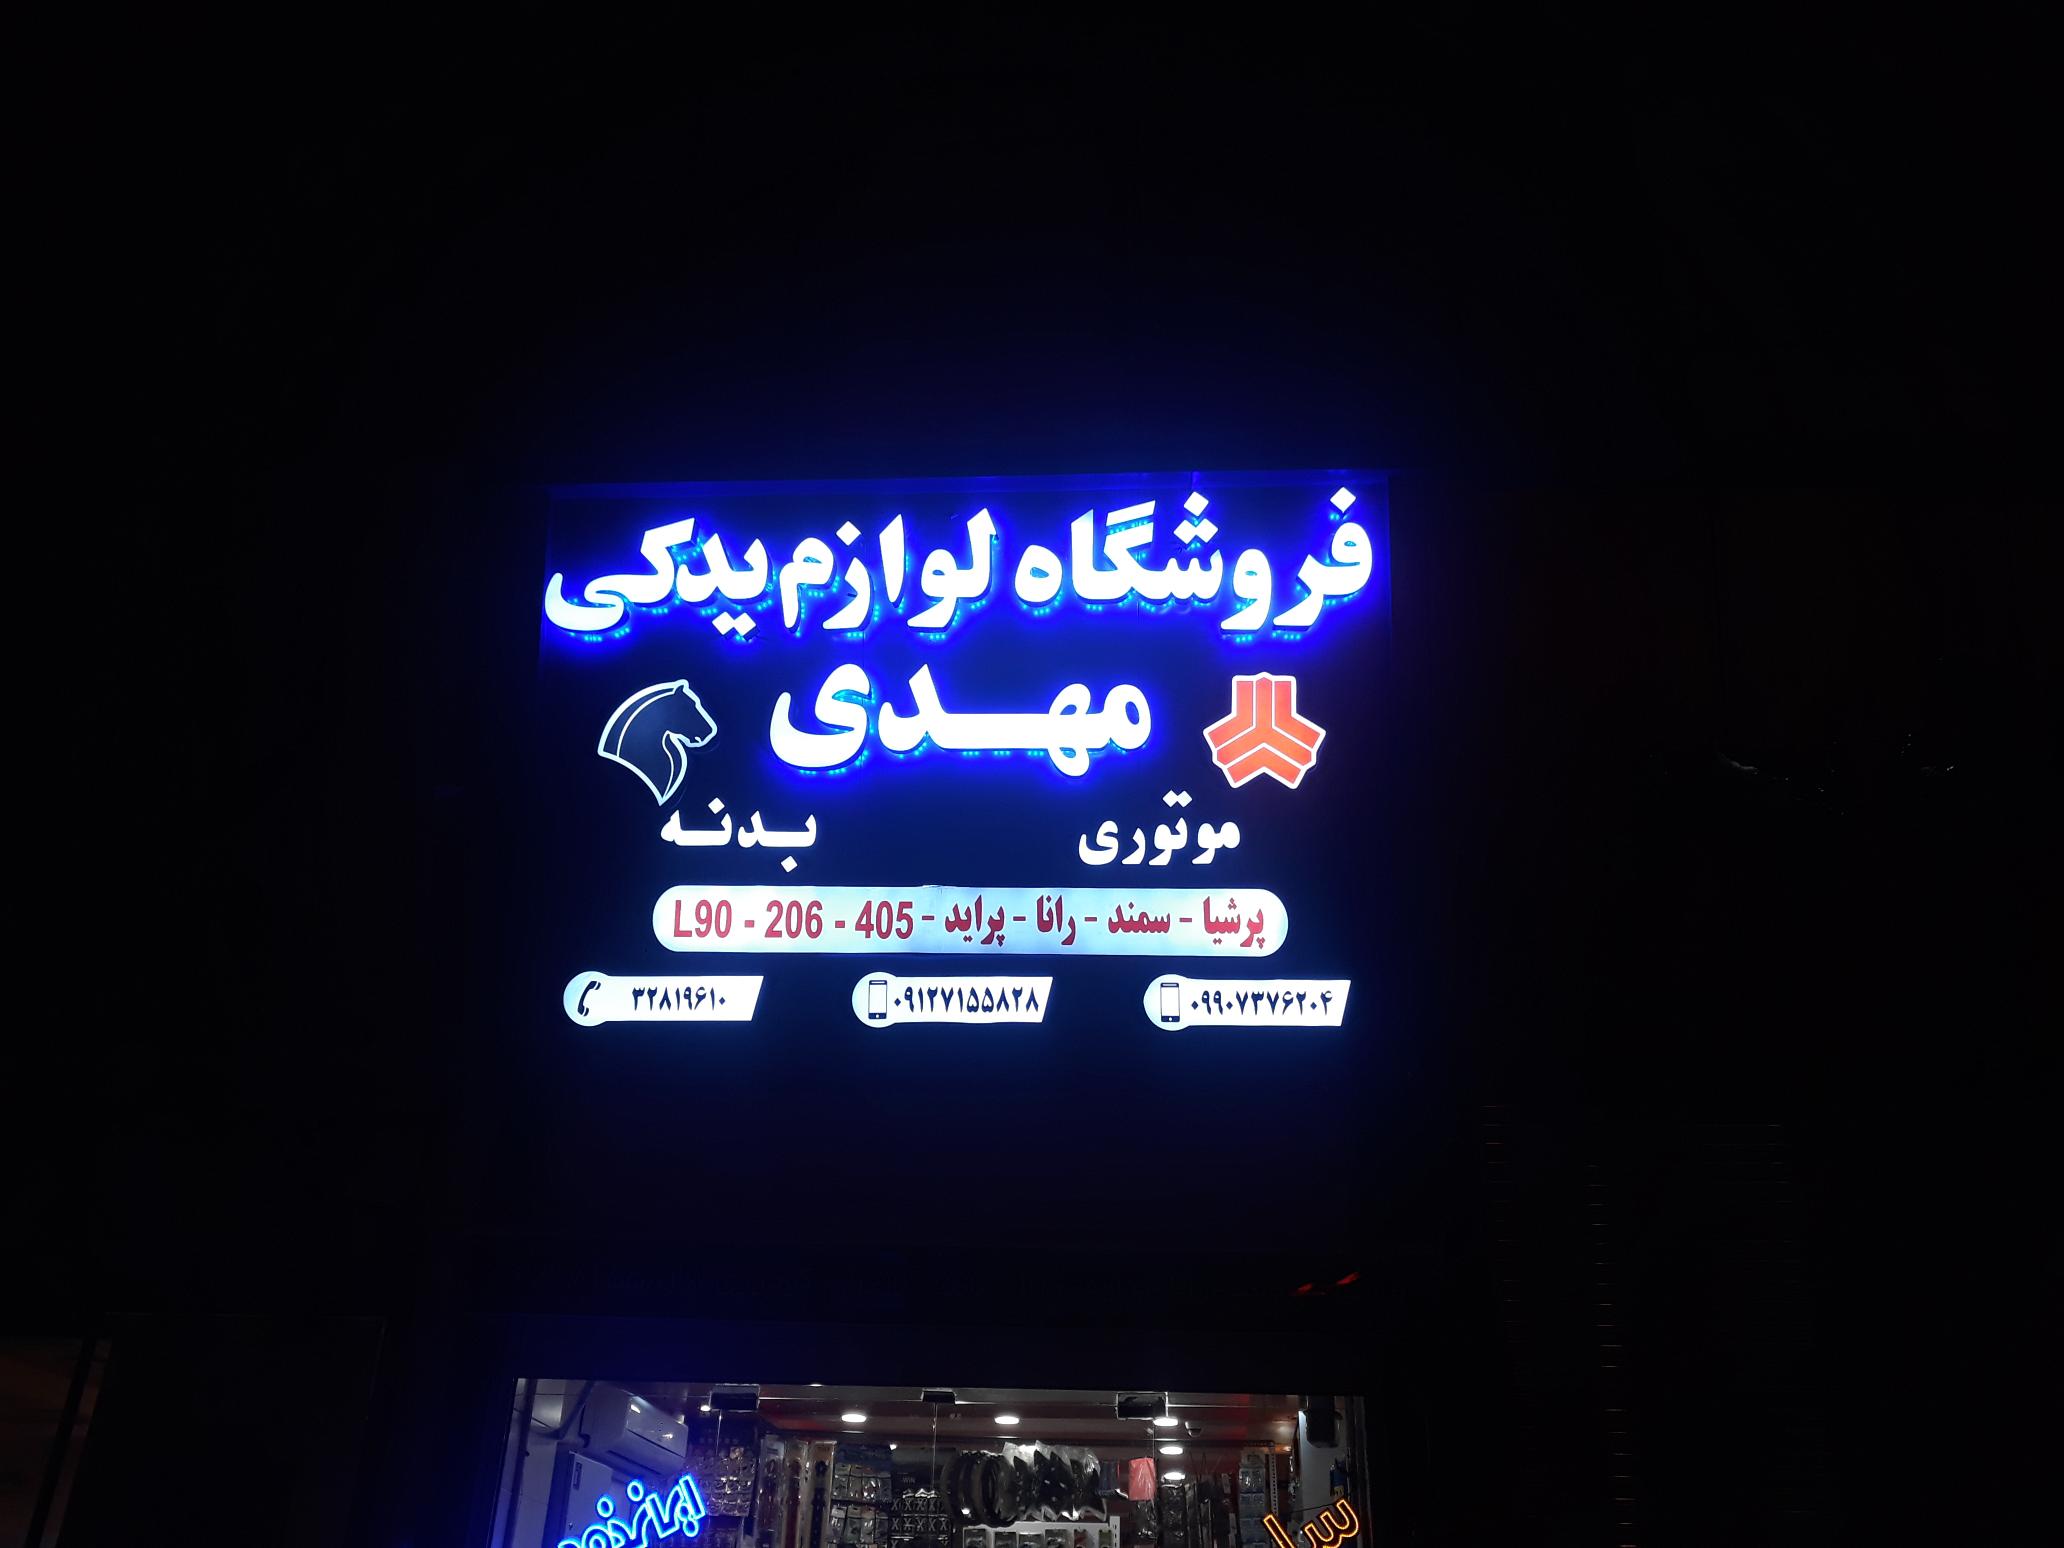 فروشگاه لوازم یدکی
مهدی
موتوری بدنه
پرشیا - سمند - رانا - پراید - 405 - 206 - L90
۰۹۹۰۷۳۷۶۲۰۴ ۰۹۱۲۷۱۵۵۸۲۸ ۳۲۸۱۹۶۱۰